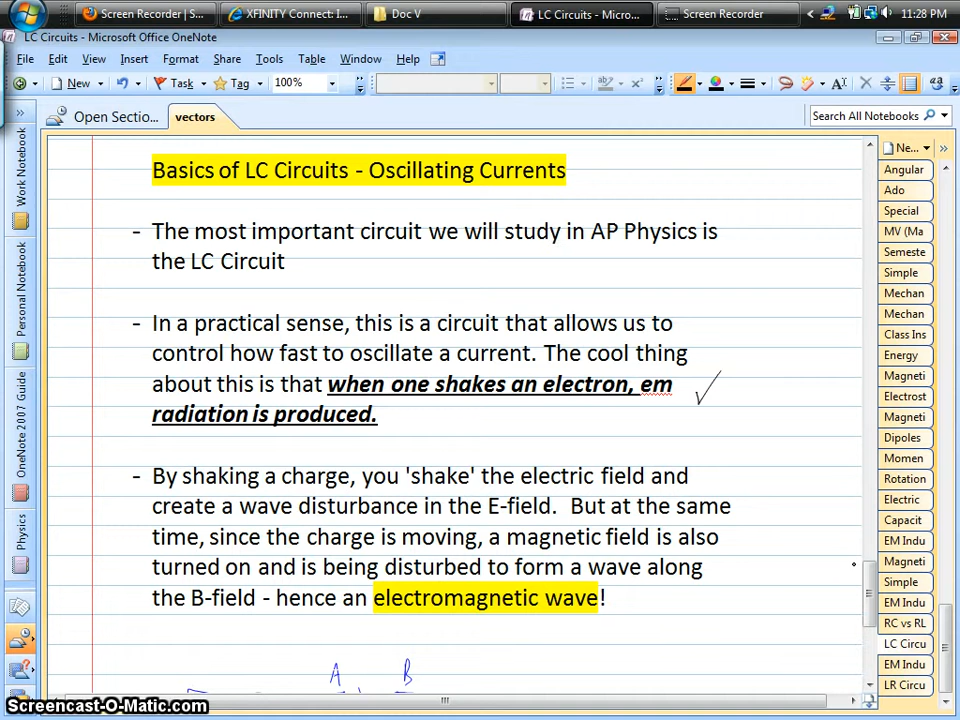 Screen Recorder | S...
XFINITY Connect: I...
Doc V
LC Circuits - Micro...
Screen Recorder
11:28 PM
LC Circuits - Microsoft Office OneNote
File Edit View Insert Format Share Tools Table Window Help
New Task Tag 100%
Open Sectio... vectors
Search All Notebooks
Work Notebook
Personal Notebook
OneNote 2007 Guide
Physics
Basics of LC Circuits - Oscillating Currents
- The most important circuit we will study in AP Physics is
the LC Circuit
- In a practical sense, this is a circuit that allows us to
control how fast to oscillate a current. The cool thing
about this is that when one shakes an electron, em
radiation is produced.
- By shaking a charge, you 'shake' the electric field and
create a wave disturbance in the E-field. But at the same
time, since the charge is moving, a magnetic field is also
turned on and is being disturbed to form a wave along
the B-field - hence an electromagnetic wave!
A B
Ne...
Angular
Ado
Special
MV (Ma
Semeste
Simple
Mechan
Mechan
Class Ins
Energy
Magneti
Electrost
Magneti
Dipoles
Momen
Rotation
Electric
Capacit
EM Indu
Magneti
Simple
EM Indu
RC vs RL
LC Circu
EM Indu
LR Circu
Screencast-O-Matic.com